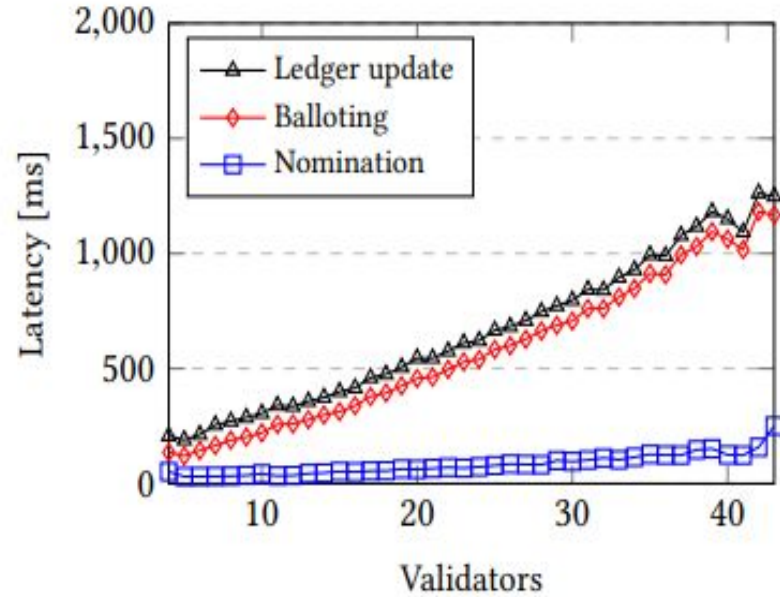 2,000
1,500
1,000
500
0
Latency [ms]
Ledger update
Balloting
Nomination
10 20 30 40
Validators